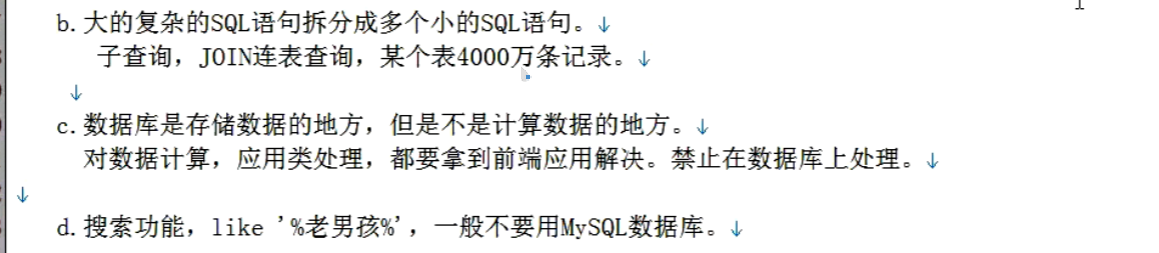 b.大的复杂的SQL语句拆分成多个小的SQL语句。↓
子查询，JOIN连表查询，某个表4000万条记录。↓
↓
c.数据库是存储数据的地方，但是不是计算数据的地方。↓
对数据计算，应用类处理，都要拿到前端应用解决。禁止在数据库上处理。↓
↓
d.搜索功能，like '%老男孩%'，一般不要用MySQL数据库。↓